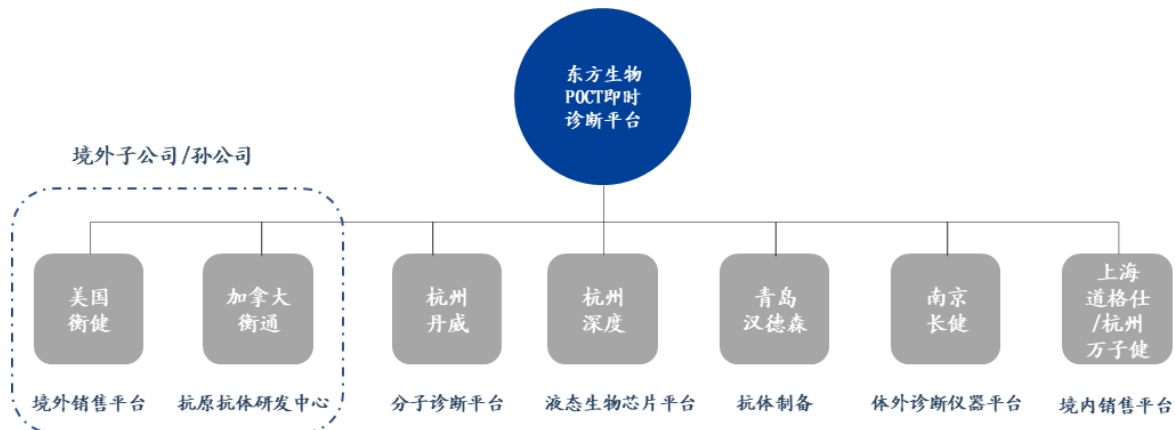 东方生物
POCT即时
诊断平台
境外子公司/孙公司
美国
衡健
加拿大
衡通
杭州
丹威
杭州
深度
青岛
汉德森
南京
长健
上海
道格仕
/杭州
万子健
境外销售平台
抗原抗体研发中心
分子诊断平台
液态生物芯片平台
抗体制备
体外诊断仪器平台
境内销售平台